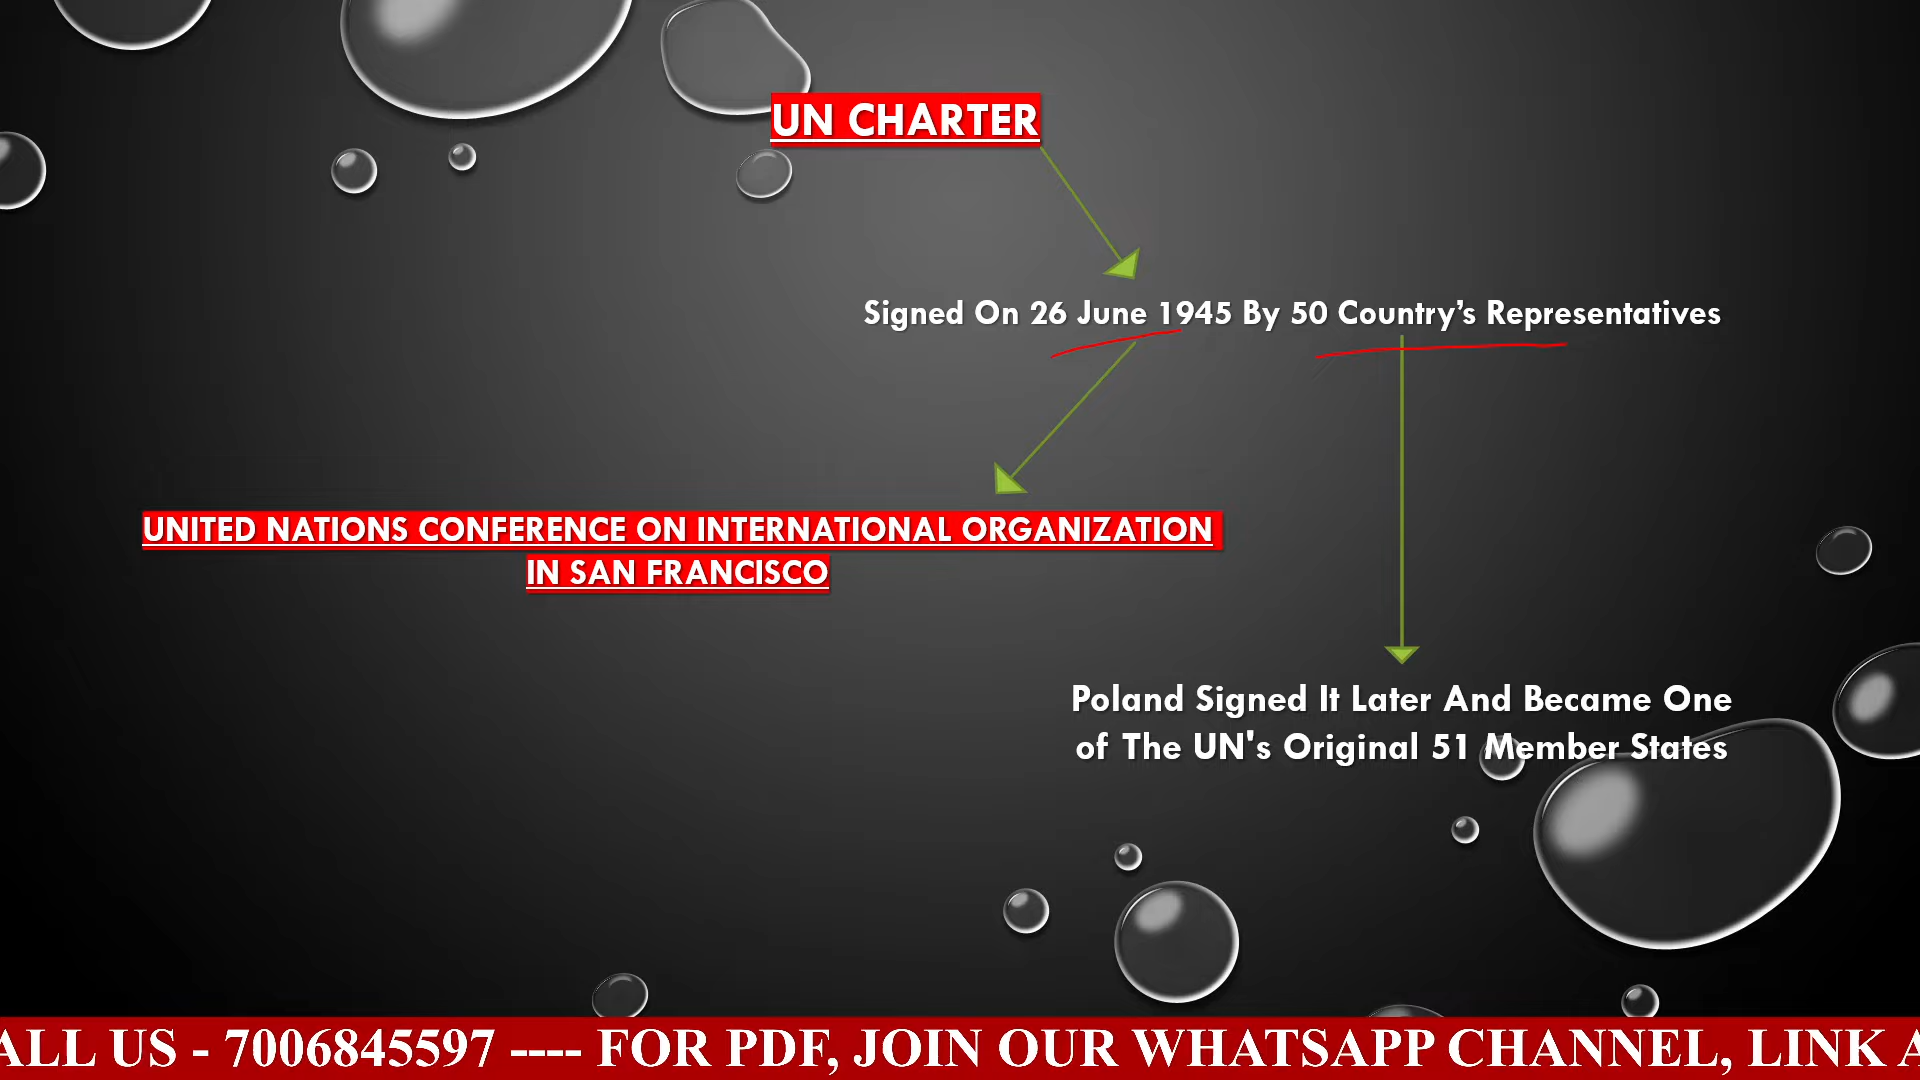 UN CHARTER
Signed On 26 June 1945 By 50 Country’s Representatives
UNITED NATIONS CONFERENCE ON INTERNATIONAL ORGANIZATION
IN SAN FRANCISCO
Poland Signed It Later And Became One
of The UN's Original 51 Member States
ALL US - 7006845597 ---- FOR PDF, JOIN OUR WHATSAPP CHANNEL, LINK A